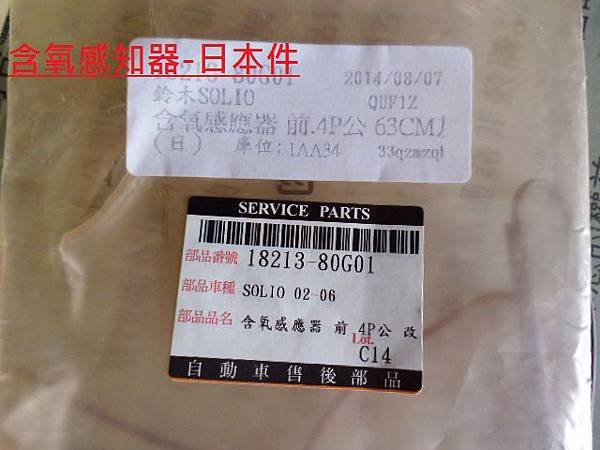 含氧感知器-日本件
18213-80G01 2014/08/07
鈴木SOLIO QUF1Z
含氧感應器 前.4P公 63CM
(日) 庫位:1AA34 33qzmzq
SERVICE PARTS
部品番號 18213-80G01
部品車種 SOLIO 02-06
部品品名 含氧感應器 前 4P公 改
Lot. C14
自動車售後部品